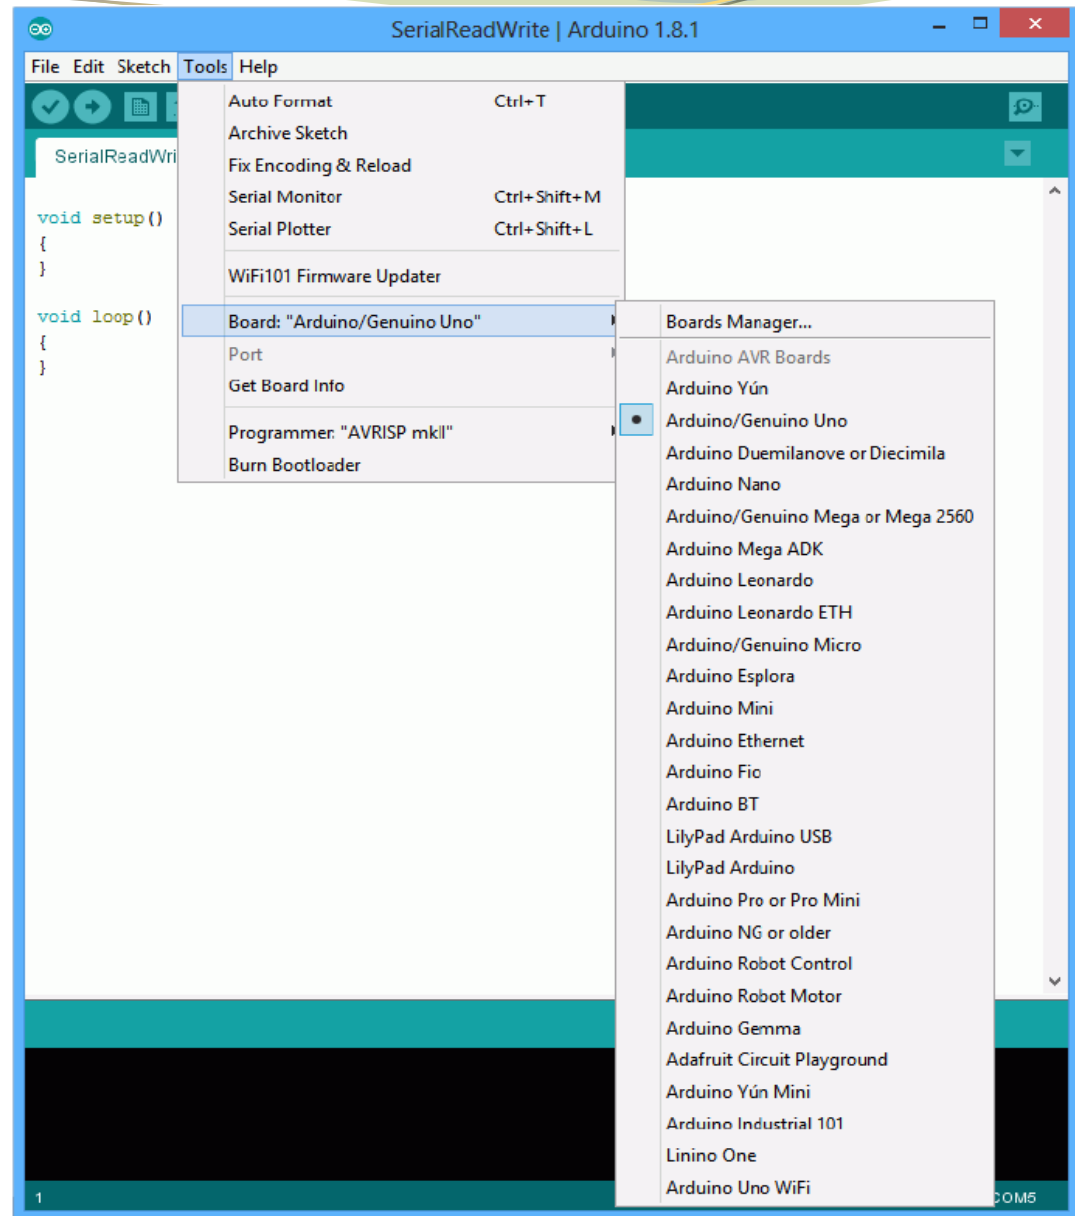 SerialReadWrite | Arduino 1.8.1
File Edit Sketch Tools Help
SerialReadWri
void setup()
{
}
void loop()
{
}
Auto Format Ctrl+T
Archive Sketch
Fix Encoding & Reload
Serial Monitor Ctrl+Shift+M
Serial Plotter Ctrl+Shift+L
WiFi101 Firmware Updater
Board: "Arduino/Genuino Uno"
Port
Get Board Info
Programmer: "AVRISP mkII"
Burn Bootloader
Boards Manager...
Arduino AVR Boards
Arduino Yún
Arduino/Genuino Uno
Arduino Duemilanove or Diecimila
Arduino Nano
Arduino/Genuino Mega or Mega 2560
Arduino Mega ADK
Arduino Leonardo
Arduino Leonardo ETH
Arduino/Genuino Micro
Arduino Esplora
Arduino Mini
Arduino Ethernet
Arduino Fio
Arduino BT
LilyPad Arduino USB
LilyPad Arduino
Arduino Pro or Pro Mini
Arduino NG or older
Arduino Robot Control
Arduino Robot Motor
Arduino Gemma
Adafruit Circuit Playground
Arduino Yún Mini
Arduino Industrial 101
Linino One
Arduino Uno WiFi
1 COM5